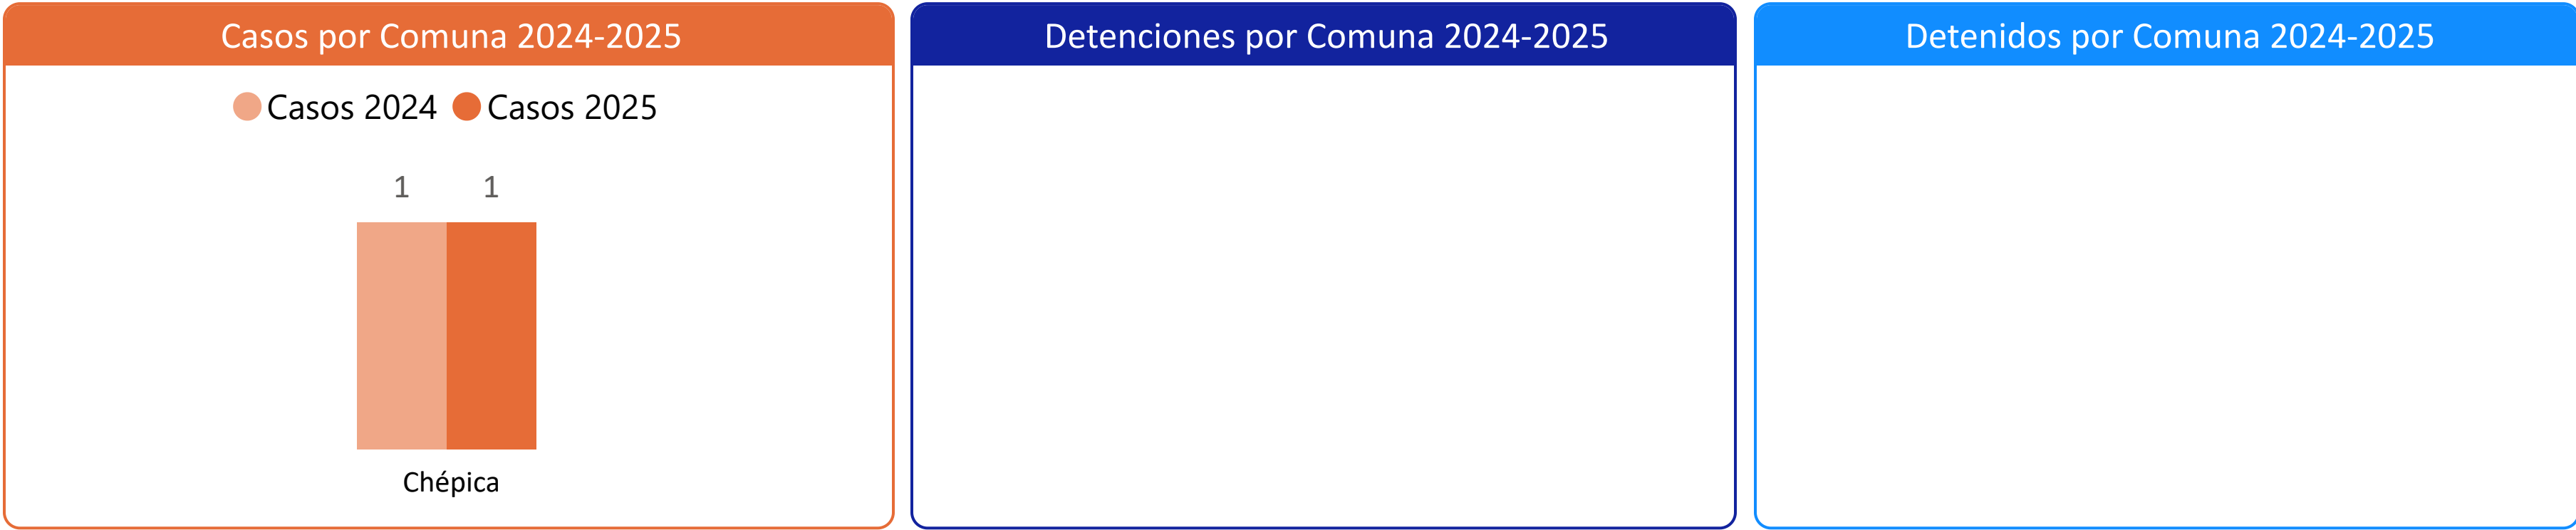 Casos por Comuna 2024-2025
Casos 2024 Casos 2025
1 1
Chépica
Detenciones por Comuna 2024-2025
Detenidos por Comuna 2024-2025